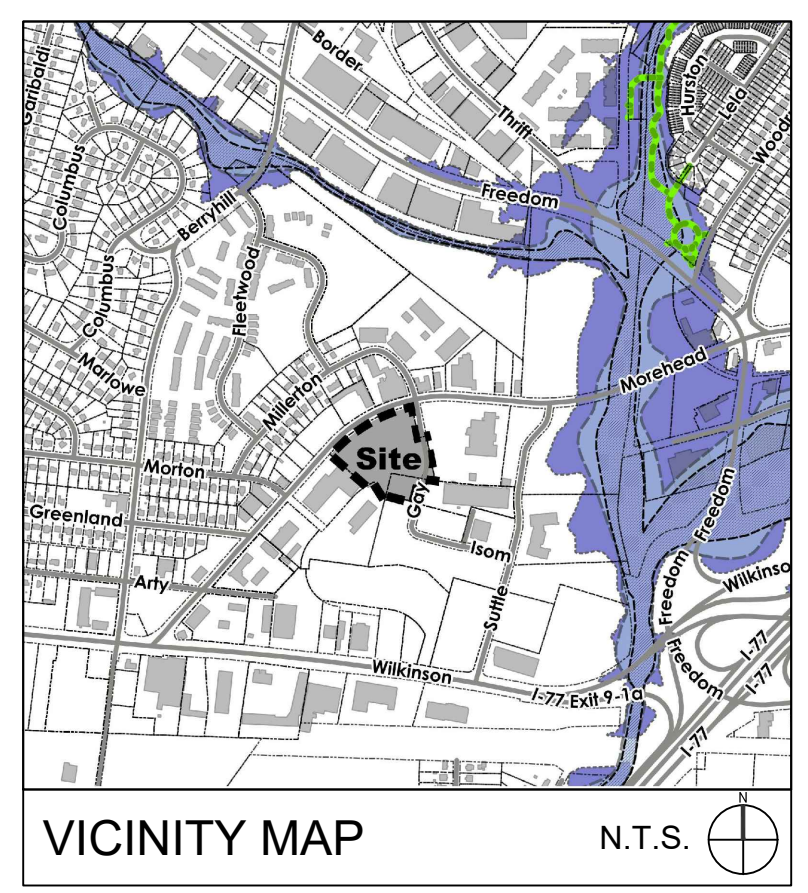 Garibaldi
Border
Hurston
Lela
Columbus
Thrift
Woodr
Freedom
Berryhill
Columbus
Fleetwood
Marlowe
Millerton
Morehead
Site
Morton
Gay
Greenland
Isom
Freedom
Arty
Suttle
Freedom
Wilkinso
Wilkinson
Freedom
I-77
I-77
I-77 Exit 9-1a
I-77
VICINITY MAP
N.T.S.
N